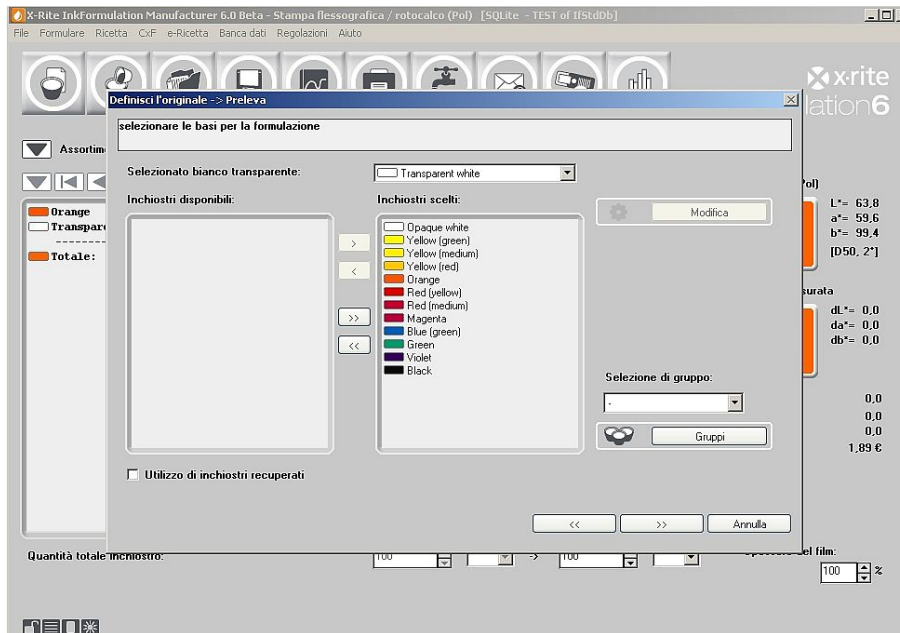 X-Rite InkFormulation Manufacturer 6.0 Beta - Stampa flessografica / rotocalco (Pol) [SQLite - TEST of IfStdDb]
File Formulare Ricetta CxF e-Ricetta Banca dati Regolazioni Aiuto
x·rite
lation6
Definisci l'originale -> Preleva
selezionare le basi per la formulazione
Assortim
Selezionato bianco transparente:
Transparent white
Inchiostri disponibili:
Inchiostri scelti:
Modifica
Opaque white
Yellow (green)
Yellow (medium)
Yellow (red)
Orange
Red (yellow)
Red (medium)
Magenta
Blue (green)
Green
Violet
Black
>
<
>>
<<
Selezione di gruppo:
-
Gruppi
Utilizzo di inchiostri recuperati
<<
>>
Annulla
Orange
Transpare
----------
Totale:
Pol)
L*= 63,8
a*= 59,6
b*= 99,4
[D50, 2°]
surata
dL*= 0,0
da*= 0,0
db*= 0,0
0,0
0,0
0,0
1,89 €
Quantità totale inchiostro:
100
->
100
del film:
100 %